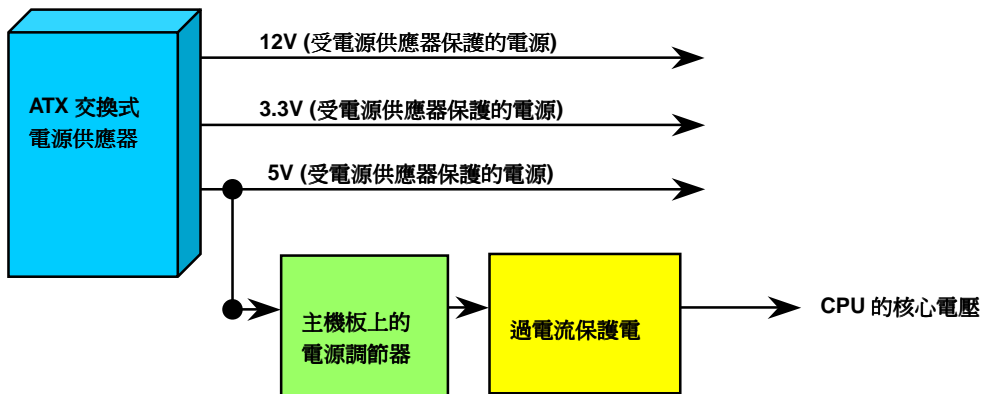 12V (受電源供應器保護的電源)
ATX 交換式
電源供應器
3.3V (受電源供應器保護的電源)
5V (受電源供應器保護的電源)
主機板上的
電源調節器
過電流保護電
CPU 的核心電壓